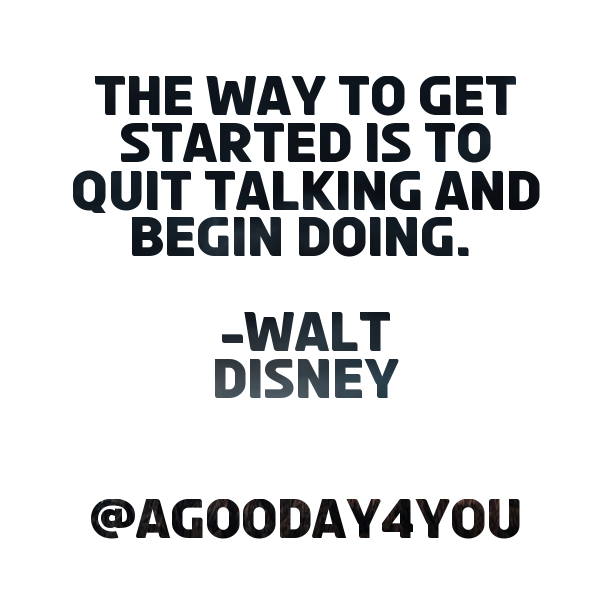 THE WAY TO GET
STARTED IS TO
QUIT TALKING AND
BEGIN DOING.
-WALT
DISNEY
@AGOODAY4YOU